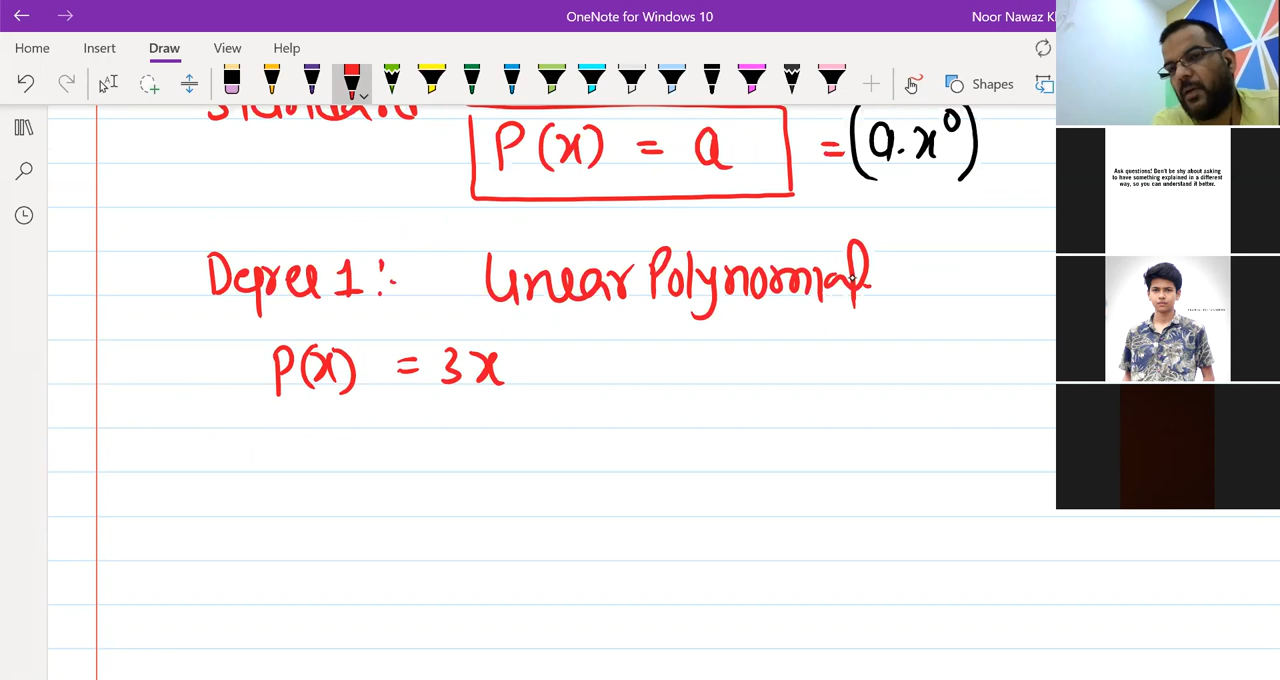 OneNote for Windows 10
Noor Nawaz Kh
Home Insert Draw View Help
Shapes
Standard
P(x) = a = (a.x⁰)
Degree 1 :- Linear Polynomial
P(x) = 3x
Ask questions! Don't be shy about asking
to have something explained in a different
way, so you can understand it better.